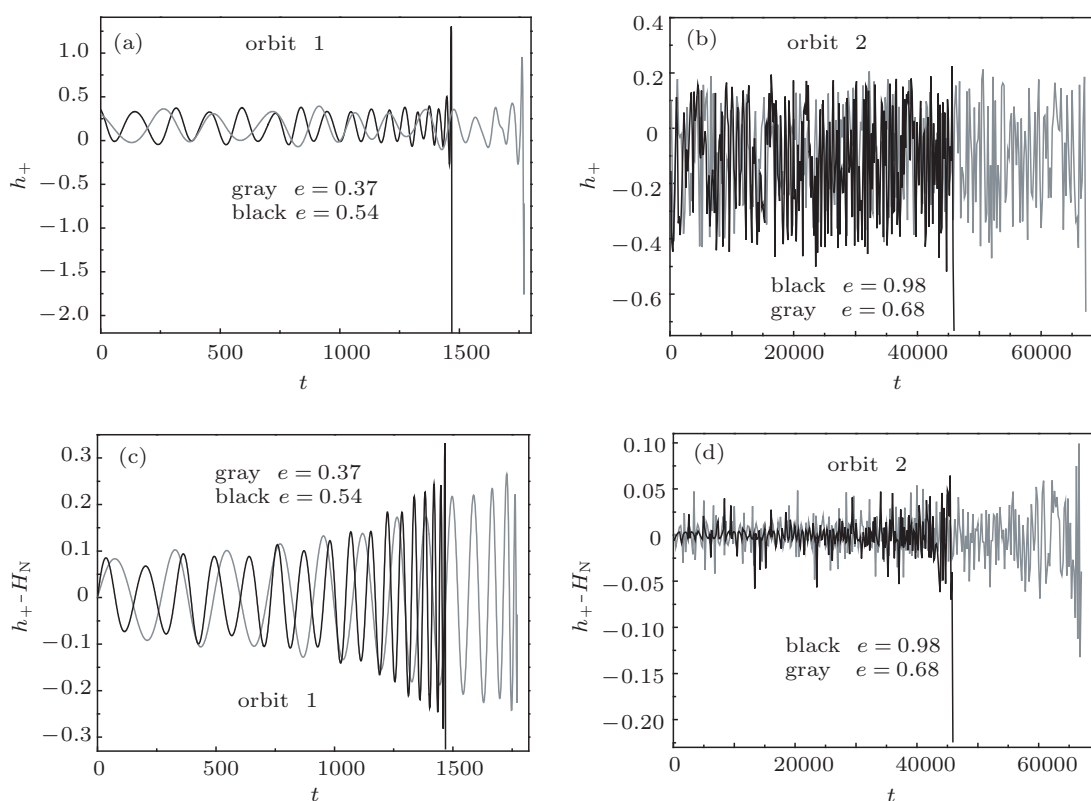 (a)
orbit 1
1.0
0.5
0
−0.5
−1.0
−1.5
−2.0
h+
gray e = 0.37
black e = 0.54
0
500
1000
1500
t
(b)
orbit 2
0.4
0.2
0
−0.2
−0.4
−0.6
h+
black e = 0.98
gray e = 0.68
0
20000
40000
60000
t
(c)
gray e = 0.37
black e = 0.54
0.3
0.2
0.1
0
−0.1
−0.2
−0.3
h+-HN
orbit 1
0
500
1000
1500
t
(d)
orbit 2
0.10
0.05
0
−0.05
−0.10
−0.15
−0.20
h+-HN
black e = 0.98
gray e = 0.68
0
20000
40000
60000
t